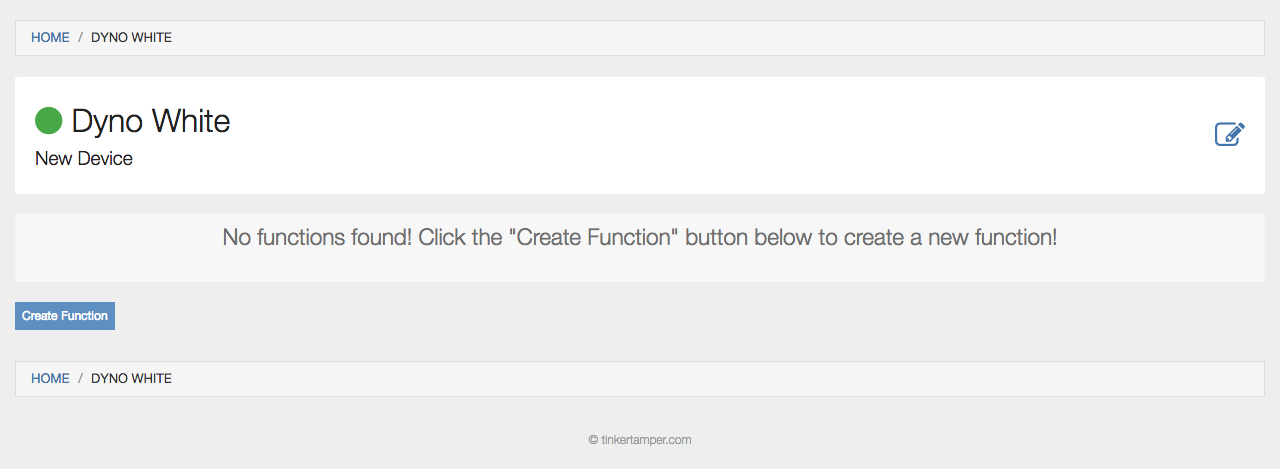 HOME / DYNO WHITE
Dyno White
New Device
No functions found! Click the "Create Function" button below to create a new function!
Create Function
HOME / DYNO WHITE
© tinkertamper.com